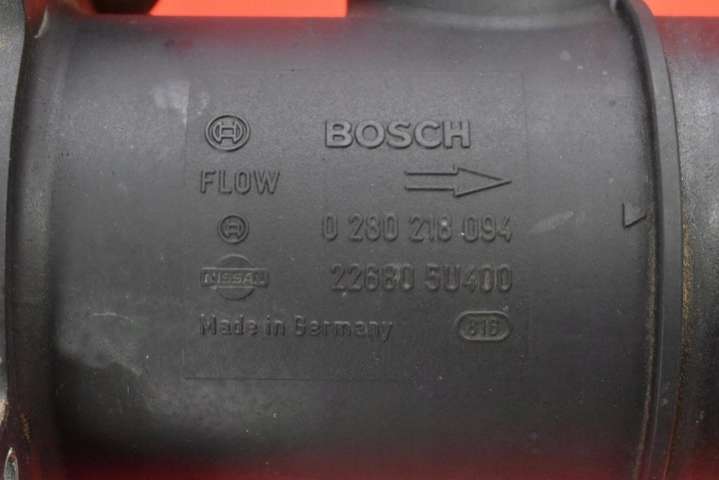 BOSCH
FLOW
0 280 218 094
NISSAN 22680 5U400
Made in Germany 816